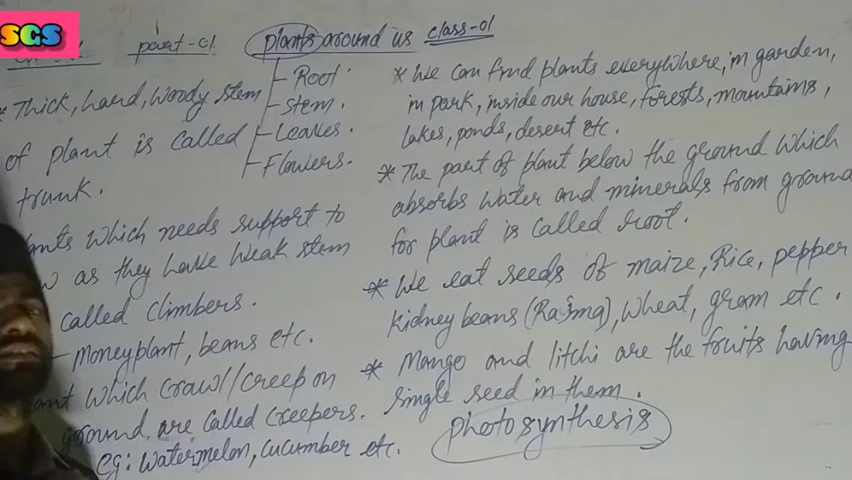 SGS
part-01
plants around us class-01
- Root.
- Stem.
- Leaves.
- Flowers.
* Thick, hard, woody stem
of plant is called
trunk.
which needs support to
as they have weak stem
called climbers.
- Moneyplant, beans etc.
which crawl/creep on
ground are called creepers.
eg: watermelon, cucumber etc.
* We can find plants everywhere, in garden,
in park, inside our house, forests, mountains,
lakes, ponds, desert etc.
* The part of plant below the ground which
absorbs water and minerals from ground
for plant is called root.
* We eat seeds of maize, Rice, pepper
kidney beans (Rajma), wheat, gram etc.
* Mango and litchi are the fruits having
single seed in them.
photosynthesis